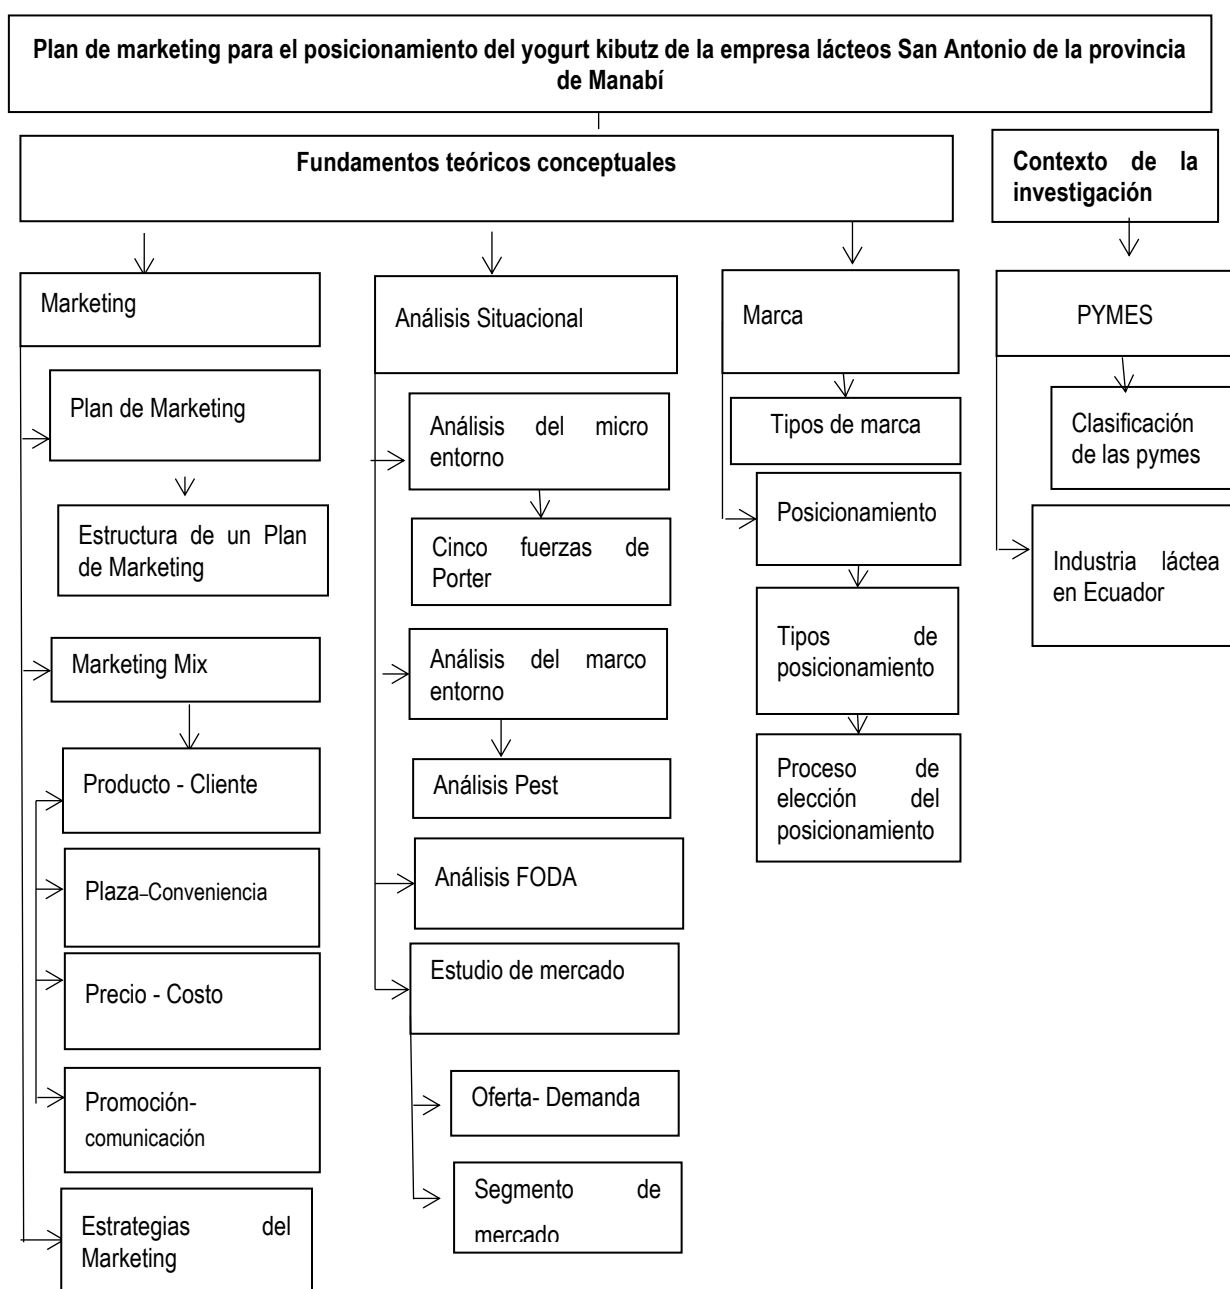 Plan de marketing para el posicionamiento del yogurt kibutz de la empresa lácteos San Antonio de la provincia
de Manabí
Fundamentos teóricos conceptuales
Contexto de la
investigación
Marketing
Plan de Marketing
Estructura de un Plan
de Marketing
Marketing Mix
Producto - Cliente
Plaza–Conveniencia
Precio - Costo
Promoción-
comunicación
Estrategias del
Marketing
Análisis Situacional
Análisis del micro
entorno
Cinco fuerzas de
Porter
Análisis del marco
entorno
Análisis Pest
Análisis FODA
Estudio de mercado
Oferta- Demanda
Segmento de
mercado
Marca
Tipos de marca
Posicionamiento
Tipos de
posicionamiento
Proceso de
elección del
posicionamiento
PYMES
Clasificación
de las pymes
Industria láctea
en Ecuador